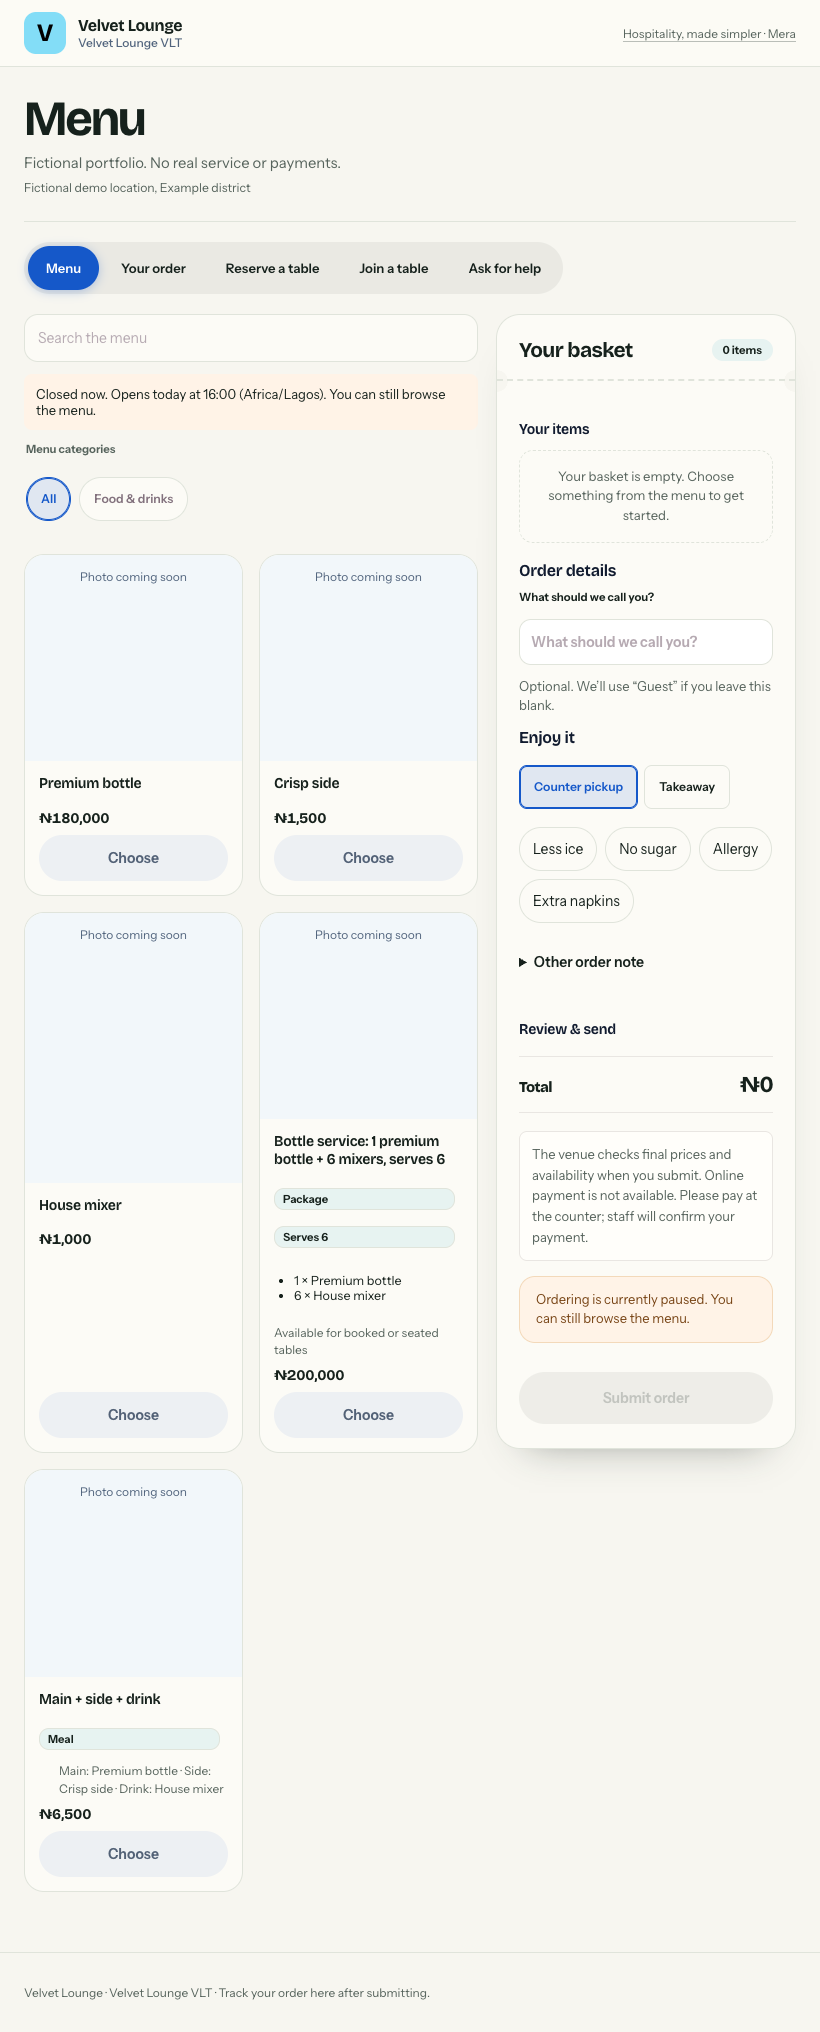 V
Velvet Lounge
Velvet Lounge VLT
Hospitality, made simpler · Mera
Menu
Fictional portfolio. No real service or payments.
Fictional demo location, Example district
Menu
Your order
Reserve a table
Join a table
Ask for help
Search the menu
Closed now. Opens today at 16:00 (Africa/Lagos). You can still browse
the menu.
Menu categories
All
Food & drinks
Photo coming soon
Premium bottle
₦180,000
Choose
Photo coming soon
Crisp side
₦1,500
Choose
Photo coming soon
House mixer
₦1,000
Choose
Photo coming soon
Bottle service: 1 premium
bottle + 6 mixers, serves 6
Package
Serves 6
• 1 × Premium bottle
• 6 × House mixer
Available for booked or seated
tables
₦200,000
Choose
Photo coming soon
Main + side + drink
Meal
Main: Premium bottle · Side:
Crisp side · Drink: House mixer
₦6,500
Choose
Your basket
0 items
Your items
Your basket is empty. Choose
something from the menu to get
started.
Order details
What should we call you?
What should we call you?
Optional. We’ll use “Guest” if you leave this
blank.
Enjoy it
Counter pickup
Takeaway
Less ice
No sugar
Allergy
Extra napkins
Other order note
Review & send
Total
₦0
The venue checks final prices and
availability when you submit. Online
payment is not available. Please pay at
the counter; staff will confirm your
payment.
Ordering is currently paused. You
can still browse the menu.
Submit order
Velvet Lounge · Velvet Lounge VLT · Track your order here after submitting.